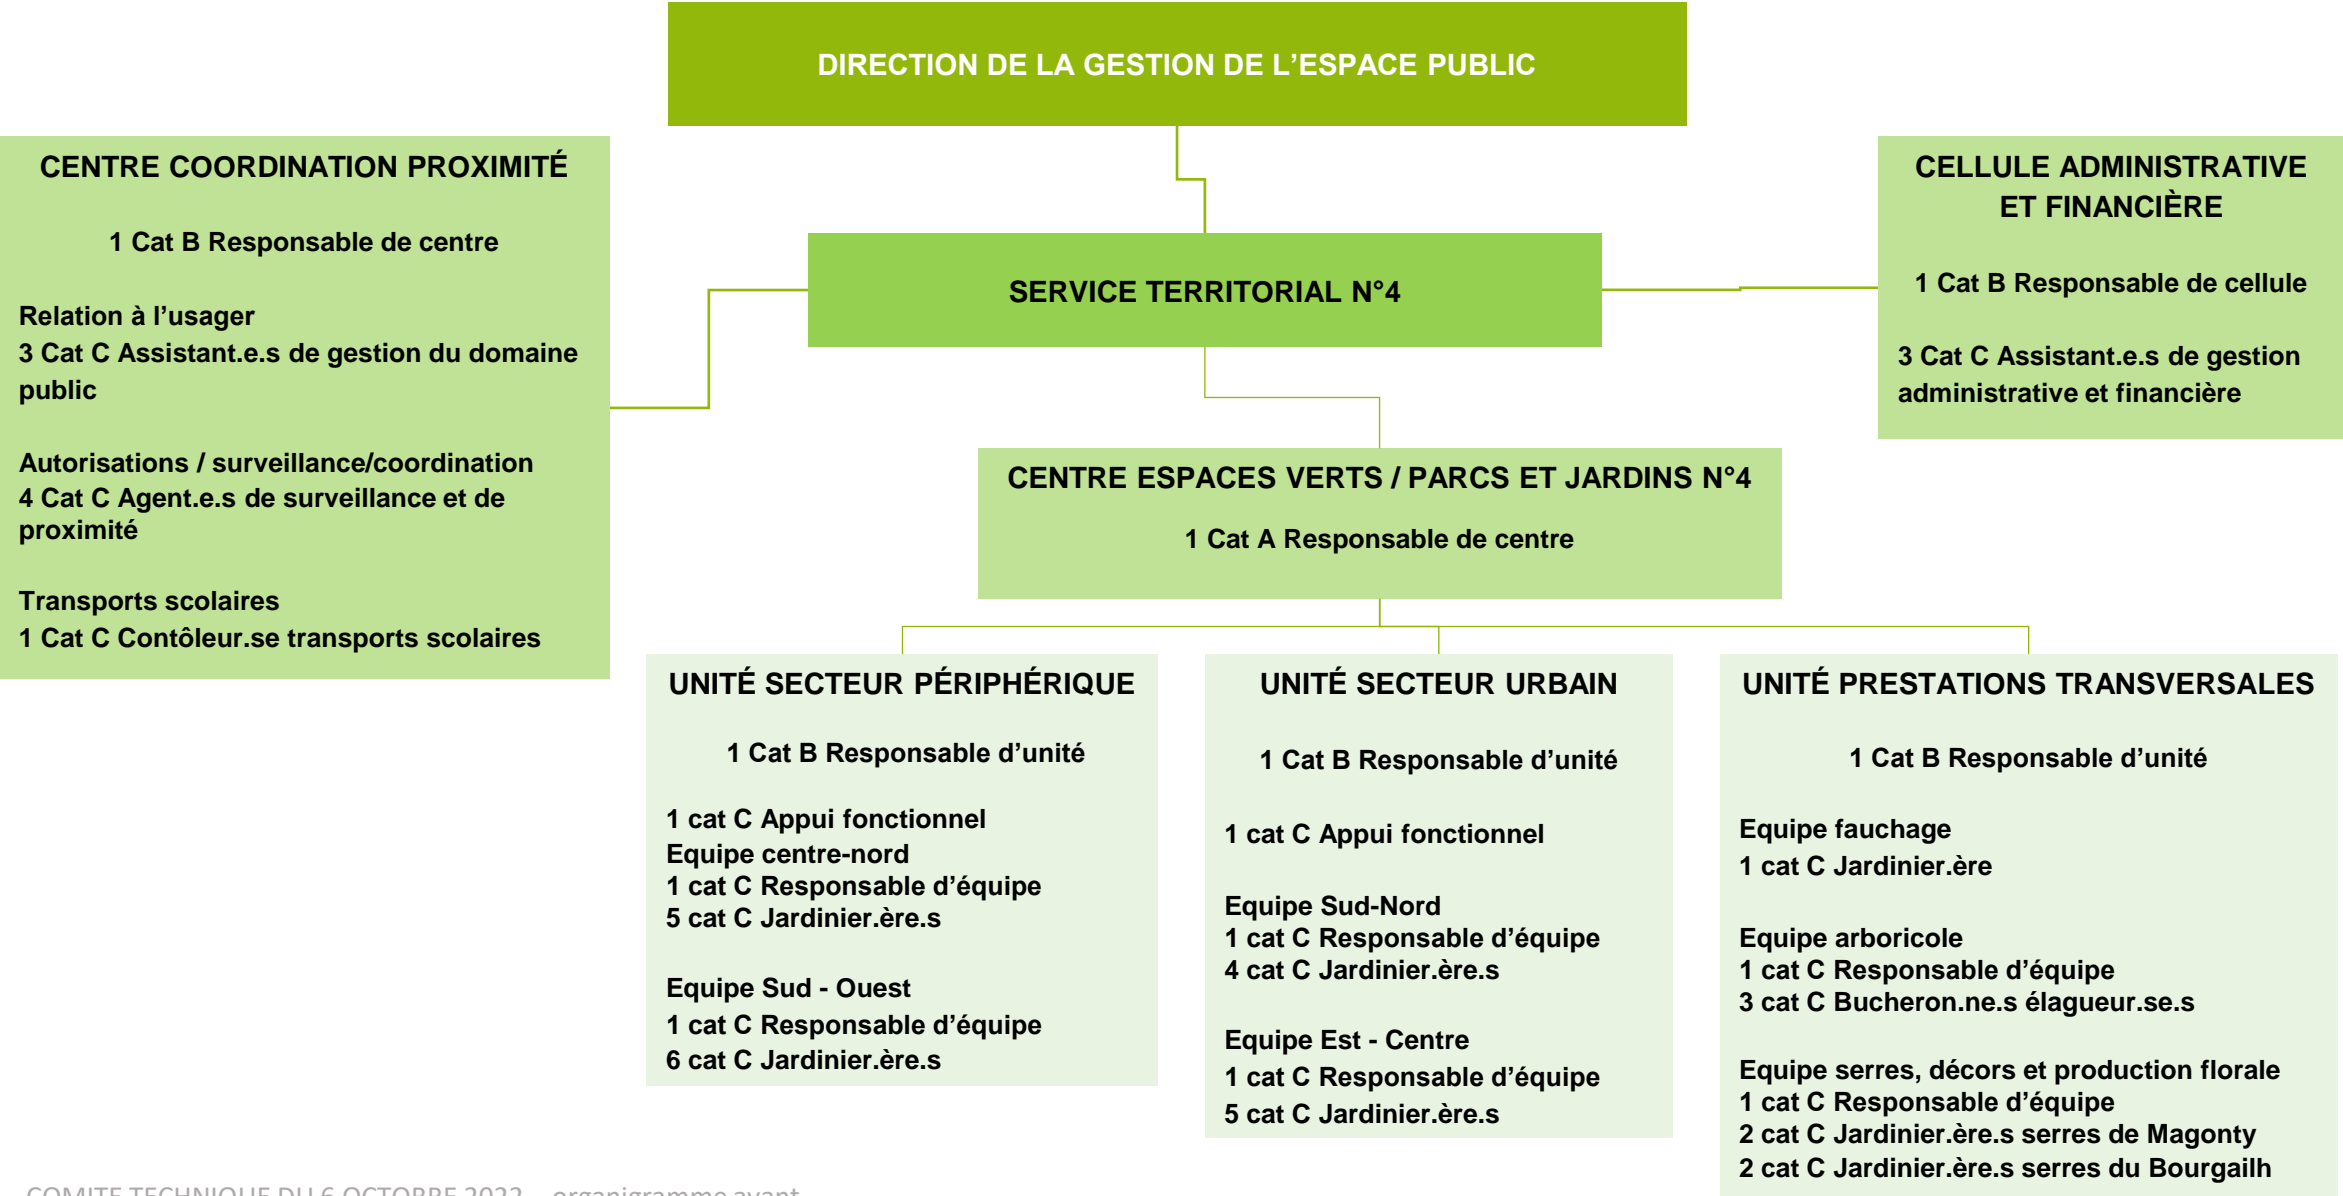 DIRECTION DE LA GESTION DE L’ESPACE PUBLIC
CENTRE COORDINATION PROXIMITÉ
1 Cat B Responsable de centre
Relation à l’usager
3 Cat C Assistant.e.s de gestion du domaine
public
Autorisations / surveillance/coordination
4 Cat C Agent.e.s de surveillance et de
proximité
Transports scolaires
1 Cat C Contôleur.se transports scolaires
SERVICE TERRITORIAL N°4
CELLULE ADMINISTRATIVE
ET FINANCIÈRE
1 Cat B Responsable de cellule
3 Cat C Assistant.e.s de gestion
administrative et financière
CENTRE ESPACES VERTS / PARCS ET JARDINS N°4
1 Cat A Responsable de centre
UNITÉ SECTEUR PÉRIPHÉRIQUE
1 Cat B Responsable d’unité
1 cat C Appui fonctionnel
Equipe centre-nord
1 cat C Responsable d’équipe
5 cat C Jardinier.ère.s
Equipe Sud - Ouest
1 cat C Responsable d’équipe
6 cat C Jardinier.ère.s
UNITÉ SECTEUR URBAIN
1 Cat B Responsable d’unité
1 cat C Appui fonctionnel
Equipe Sud-Nord
1 cat C Responsable d’équipe
4 cat C Jardinier.ère.s
Equipe Est - Centre
1 cat C Responsable d’équipe
5 cat C Jardinier.ère.s
UNITÉ PRESTATIONS TRANSVERSALES
1 Cat B Responsable d’unité
Equipe fauchage
1 cat C Jardinier.ère
Equipe arboricole
1 cat C Responsable d’équipe
3 cat C Bucheron.ne.s élagueur.se.s
Equipe serres, décors et production florale
1 cat C Responsable d’équipe
2 cat C Jardinier.ère.s serres de Magonty
2 cat C Jardinier.ère.s serres du Bourgailh
COMITE TECHNIQUE DU 6 OCTOBRE 2022 – organigramme avant